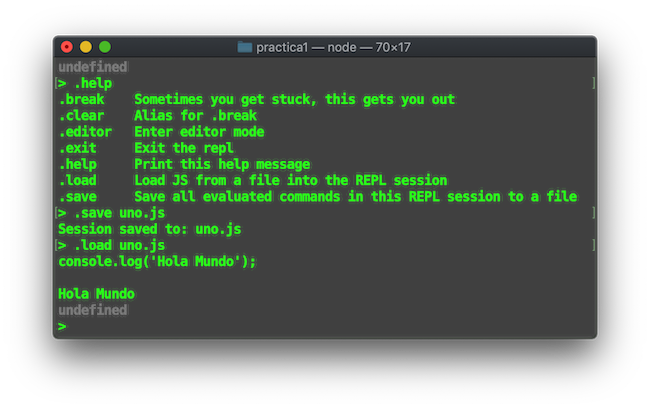 practica1 — node — 70×17
undefined
[> .help ]
.break    Sometimes you get stuck, this gets you out
.clear    Alias for .break
.editor   Enter editor mode
.exit     Exit the repl
.help     Print this help message
.load     Load JS from a file into the REPL session
.save     Save all evaluated commands in this REPL session to a file
[> .save uno.js ]
Session saved to: uno.js
[> .load uno.js ]
console.log('Hola Mundo');
Hola Mundo
undefined
>